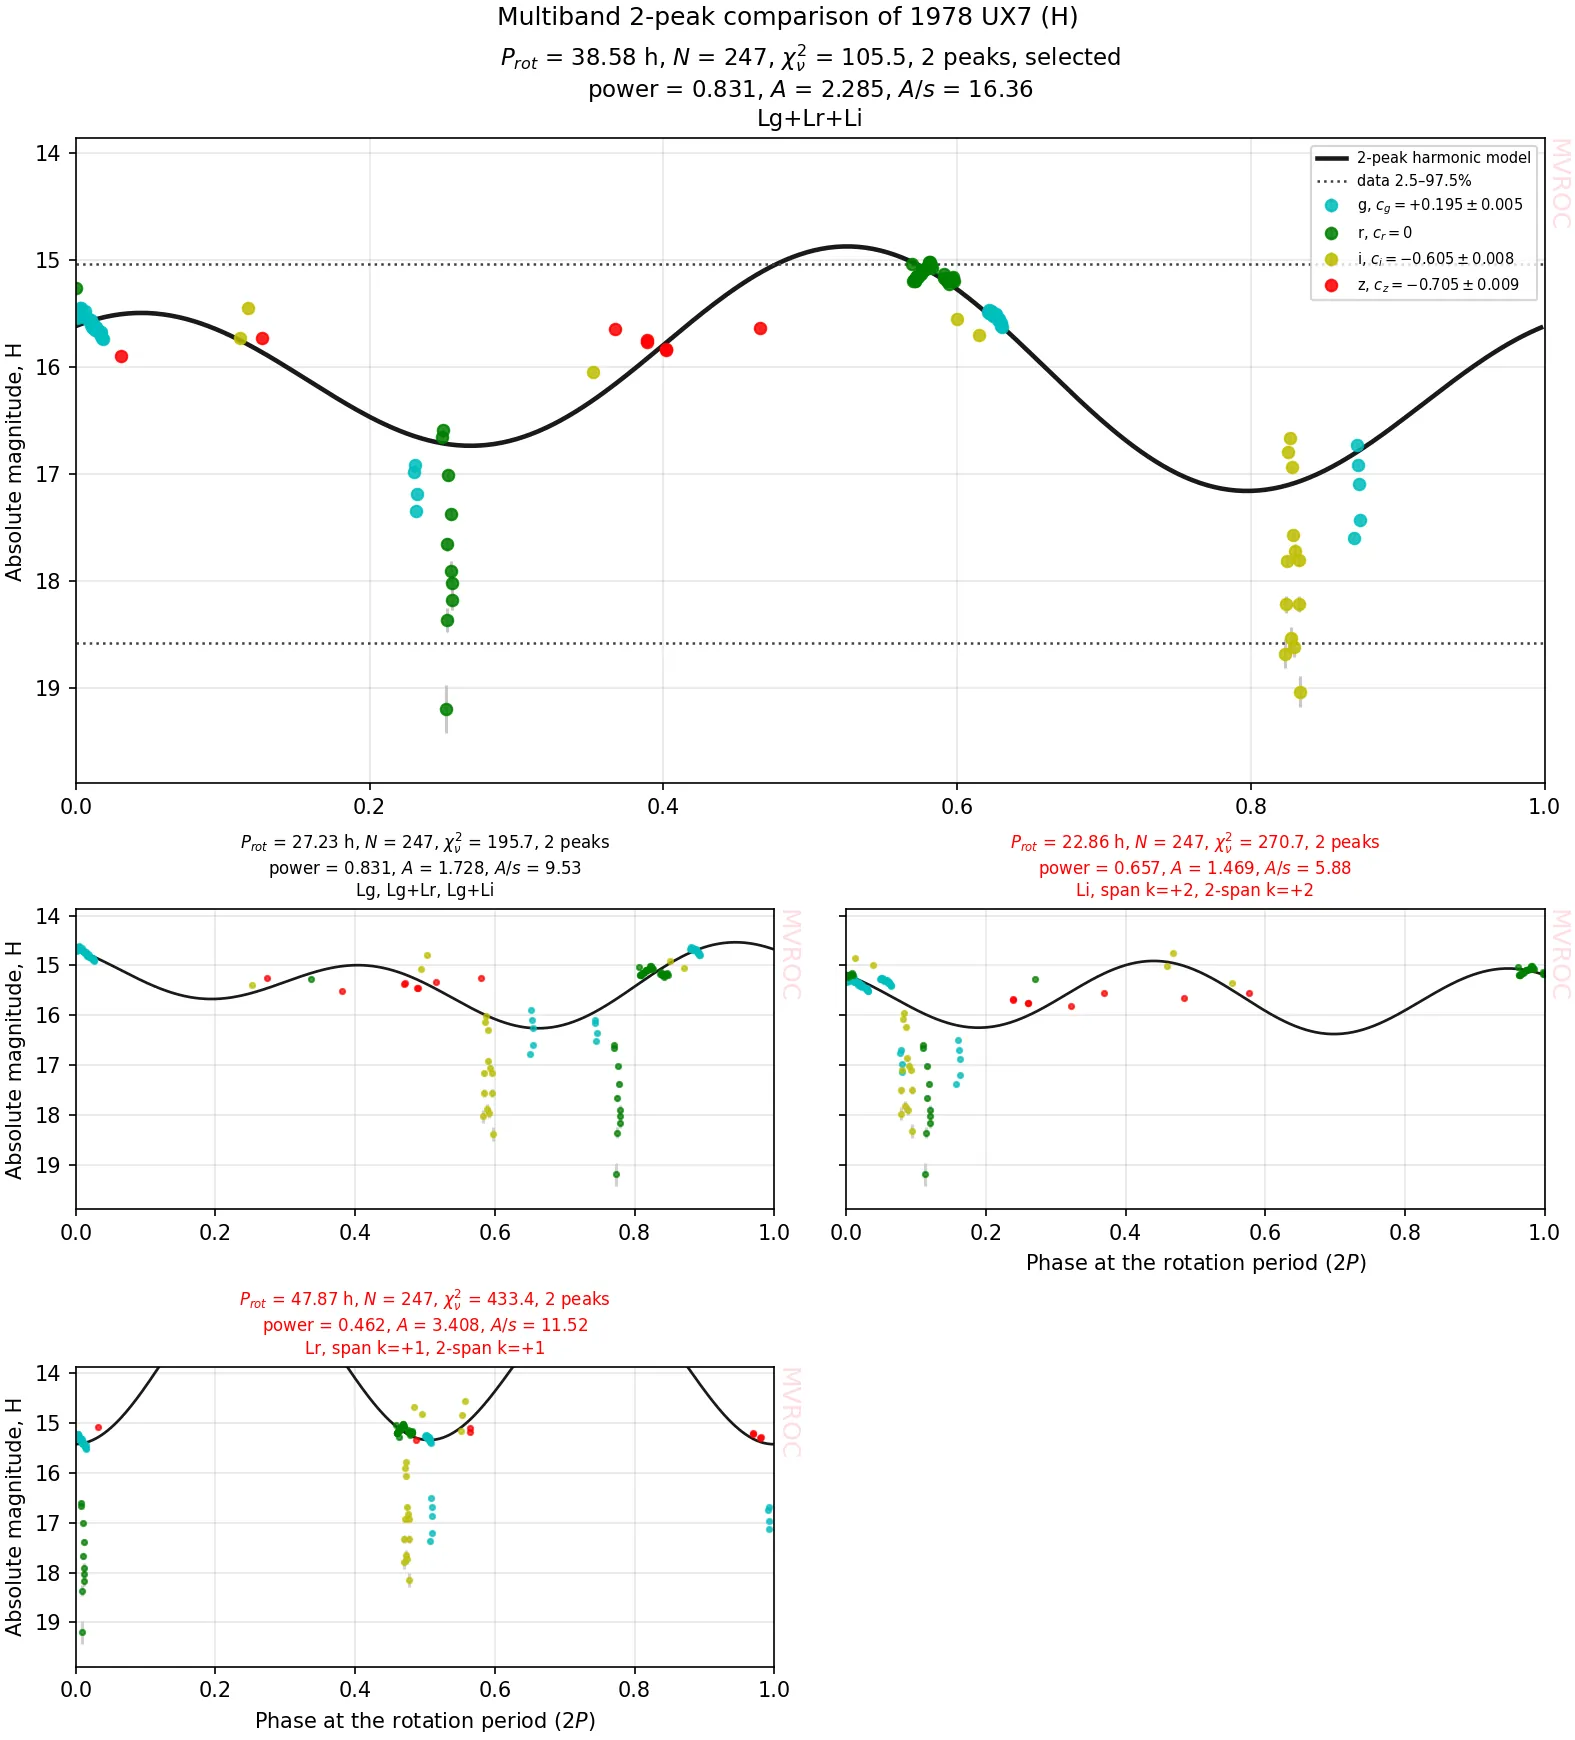 Multiband 2-peak comparison of 1978 UX7 (H)
P_rot = 38.58 h, N = 247, χ²_ν = 105.5, 2 peaks, selected
power = 0.831, A = 2.285, A/s = 16.36
Lg+Lr+Li
14
15
16
17
18
19
Absolute magnitude, H
2-peak harmonic model
data 2.5–97.5%
g, c_g = +0.195 ± 0.005
r, c_r = 0
i, c_i = −0.605 ± 0.008
z, c_z = −0.705 ± 0.009
MVROC
0.0 0.2 0.4 0.6 0.8 1.0
P_rot = 27.23 h, N = 247, χ²_ν = 195.7, 2 peaks
power = 0.831, A = 1.728, A/s = 9.53
Lg, Lg+Lr, Lg+Li
14
15
16
17
18
19
Absolute magnitude, H
MVROC
0.0 0.2 0.4 0.6 0.8 1.0
P_rot = 22.86 h, N = 247, χ²_ν = 270.7, 2 peaks
power = 0.657, A = 1.469, A/s = 5.88
Li, span k=+2, 2-span k=+2
MVROC
0.0 0.2 0.4 0.6 0.8 1.0
Phase at the rotation period (2P)
P_rot = 47.87 h, N = 247, χ²_ν = 433.4, 2 peaks
power = 0.462, A = 3.408, A/s = 11.52
Lr, span k=+1, 2-span k=+1
14
15
16
17
18
19
Absolute magnitude, H
MVROC
0.0 0.2 0.4 0.6 0.8 1.0
Phase at the rotation period (2P)